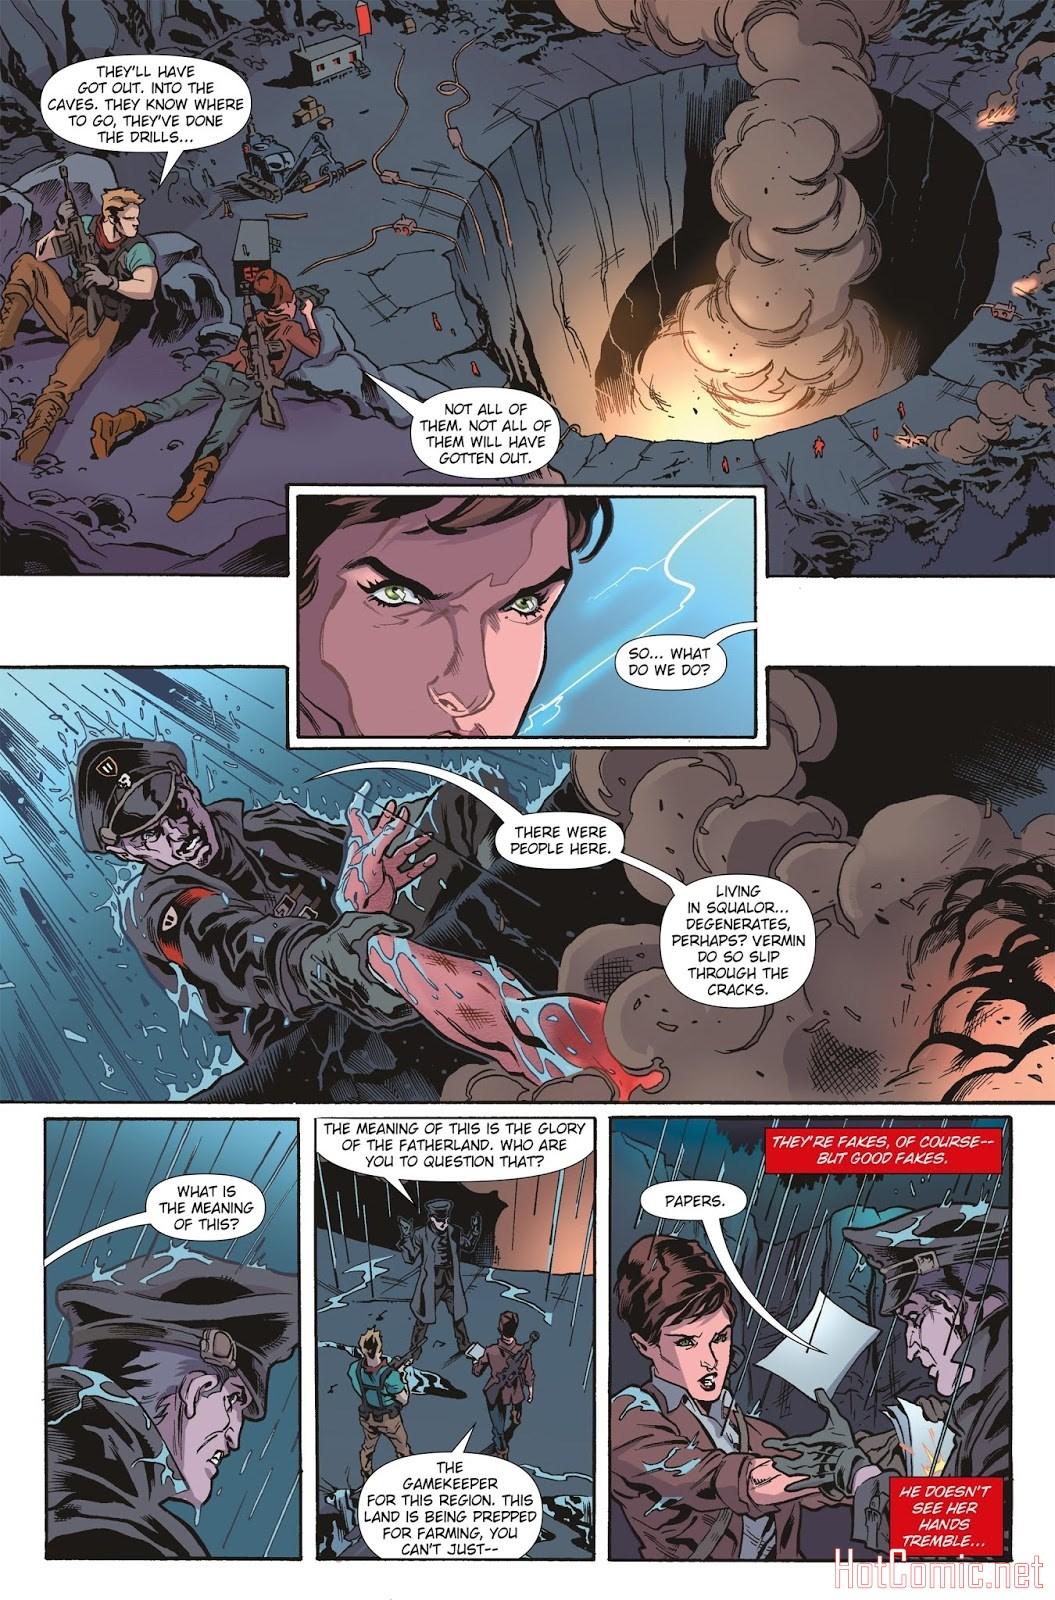 THEY'LL HAVE
GOT OUT. INTO THE
CAVES. THEY KNOW WHERE
TO GO, THEY'VE DONE
THE DRILLS...
NOT ALL OF
THEM. NOT ALL OF
THEM WILL HAVE
GOTTEN OUT.
SO... WHAT
DO WE DO?
THERE WERE
PEOPLE HERE.
LIVING
IN SQUALOR...
DEGENERATES,
PERHAPS? VERMIN
DO SO SLIP
THROUGH THE
CRACKS.
WHAT IS
THE MEANING
OF THIS?
THE MEANING OF THIS IS THE GLORY
OF THE FATHERLAND. WHO ARE
YOU TO QUESTION THAT?
THE
GAMEKEEPER
FOR THIS REGION. THIS
LAND IS BEING PREPPED
FOR FARMING, YOU
CAN'T JUST--
THEY'RE FAKES, OF COURSE--
BUT GOOD FAKES.
PAPERS.
HE DOESN'T
SEE HER
HANDS
TREMBLE...
HotComic.net